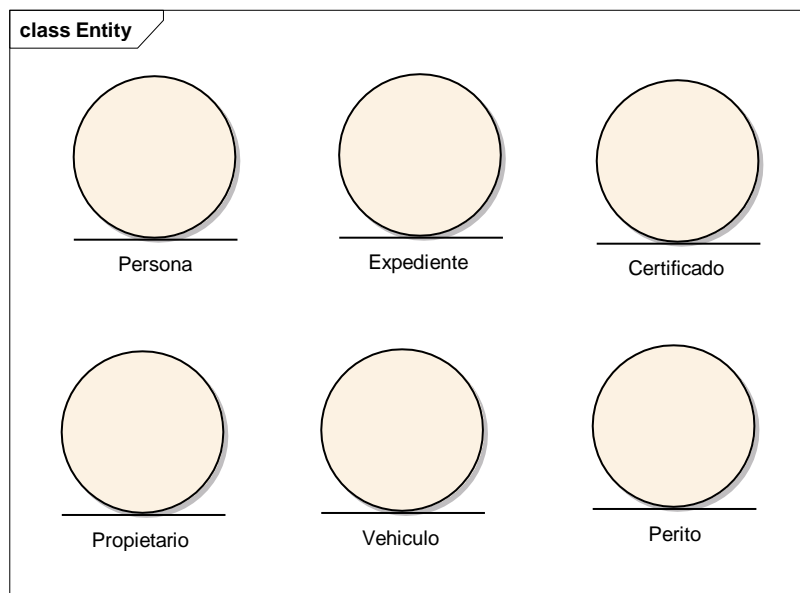 class Entity
Persona
Expediente
Certificado
Propietario
Vehiculo
Perito